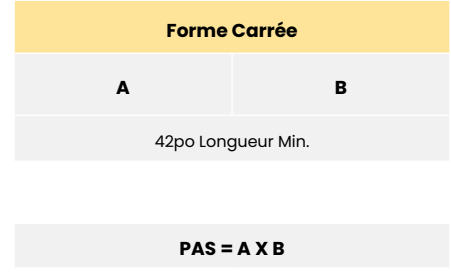 Forme Carrée
A B
42po Longueur Min.
PAS = A X B